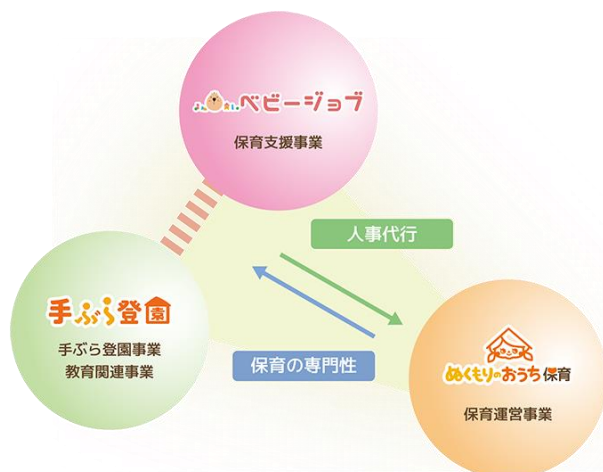 ベビージョブ
保育支援事業
人事代行
手ぶら登園
手ぶら登園事業
教育関連事業
保育の専門性
ぬくもりのおうち保育
保育運営事業